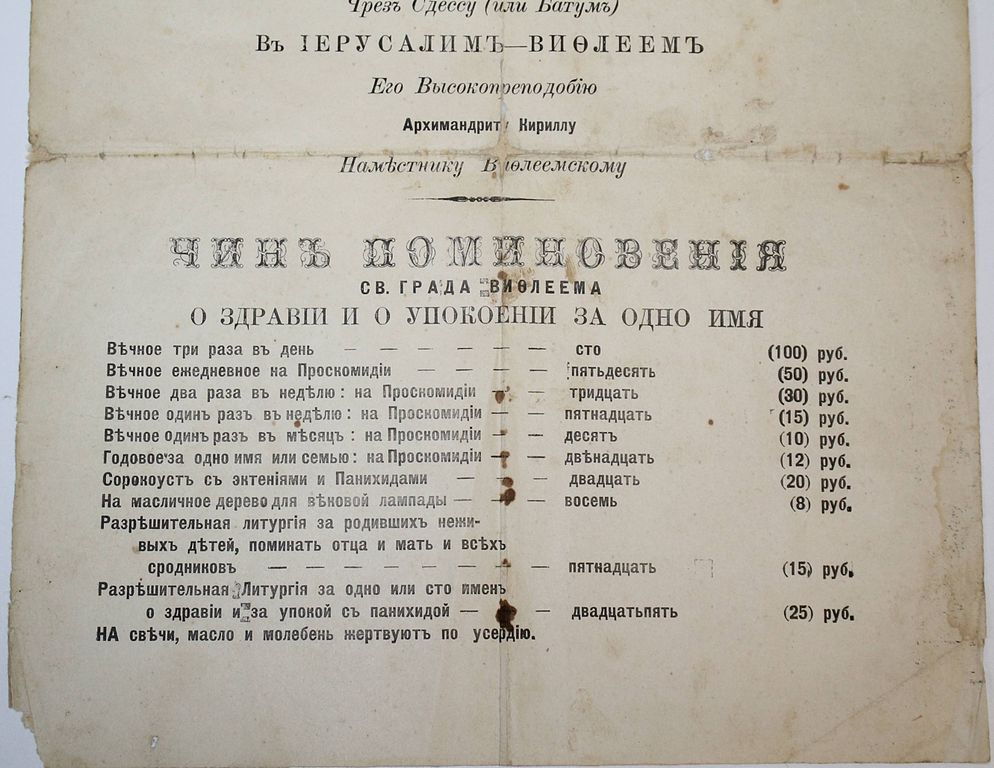 Чрезъ Одессу (или Батумъ)
Въ ІЕРУСАЛИМЪ—ВИѲЛЕЕМЪ
Его Высокопреподобію
Архимандриту Кириллу
Намѣстнику Виѳлеемскому
ЧИНЪ ПОМИНОВЕНІЯ
СВ. ГРАДА ВИѲЛЕЕМА
О ЗДРАВІИ И О УПОКОЕНІИ ЗА ОДНО ИМЯ
Вѣчное три раза въ день — — — — — — сто (100) руб.
Вѣчное ежедневное на Проскомидіи — — — — пятьдесять (50) руб.
Вѣчное два раза въ недѣлю: на Проскомидіи — — тридцать (30) руб.
Вѣчное один разъ въ недѣлю: на Проскомидіи — — пятнадцать (15) руб.
Вѣчное одинъ разъ въ мѣсяцъ: на Проскомидіи — — десятъ (10) руб.
Годовое за одно имя или семью: на Проскомидіи — — двѣнадцать (12) руб.
Сорокоустъ съ эктеніями и Панихидами — — — двадцать (20) руб.
На масличное дерево для вѣковой лампады — — — восемь (8) руб.
Разрѣшительная литургія за родившихъ нежи-
выхъ дѣтей, поминать отца и мать и всѣхъ
сродниковъ — — — — — — — — пятнадцать (15) руб.
Разрѣшительная Литургія за одно или сто именъ
о здравіи и за упокой съ панихидой — — — двадцатьпять (25) руб.
НА свѣчи, масло и молебенъ жертвуютъ по усердію.